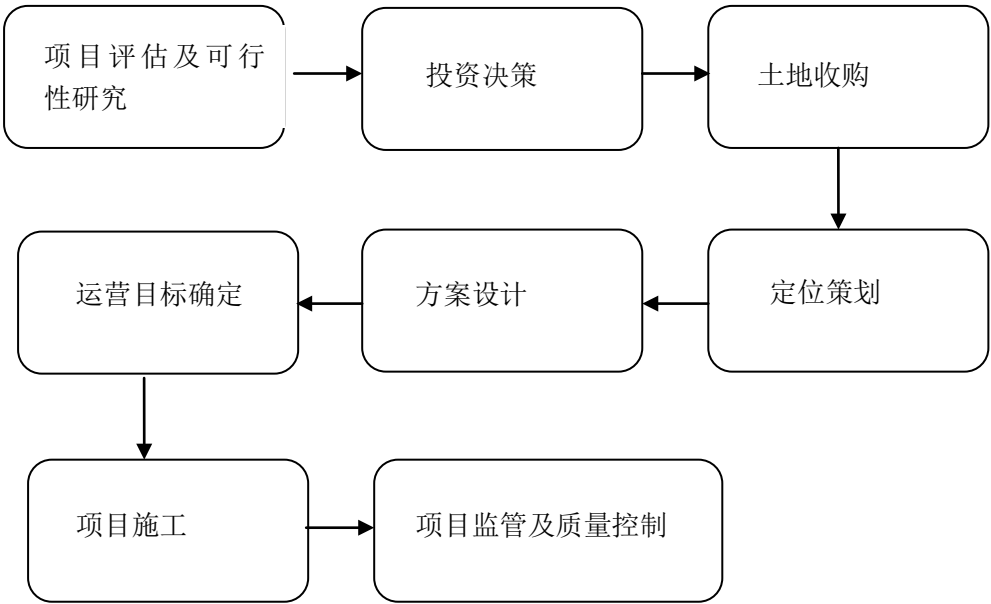 项目评估及可行
性研究
投资决策
土地收购
定位策划
方案设计
运营目标确定
项目施工
项目监管及质量控制